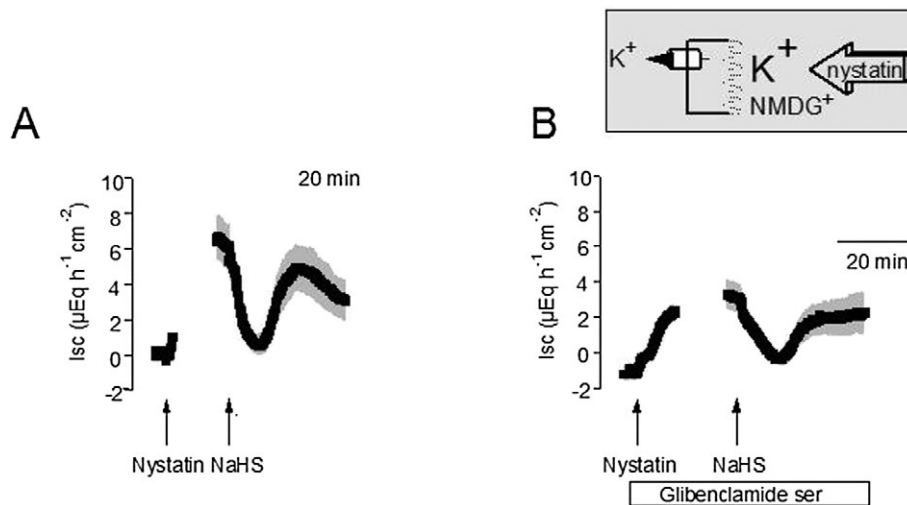 K+
K+
nystatin
NMDG+
A
B
10
8
6
4
2
0
-2
Isc (µEq h-1 cm-2)
20 min
Nystatin NaHS
10
8
6
4
2
0
-2
Isc (µEq h-1 cm-2)
20 min
Nystatin
NaHS
Glibenclamide ser